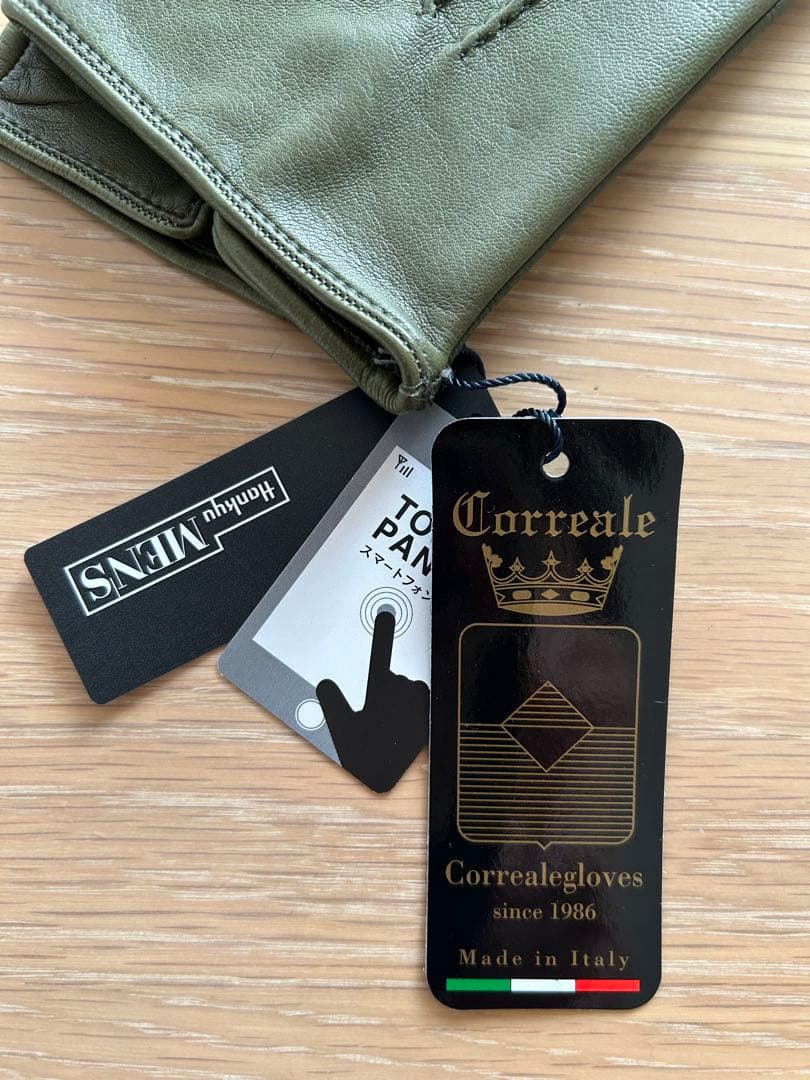 Hankyu
MENS
TO
PAN
スマートフォン
Correale
Correalegloves
since 1986
Made in Italy